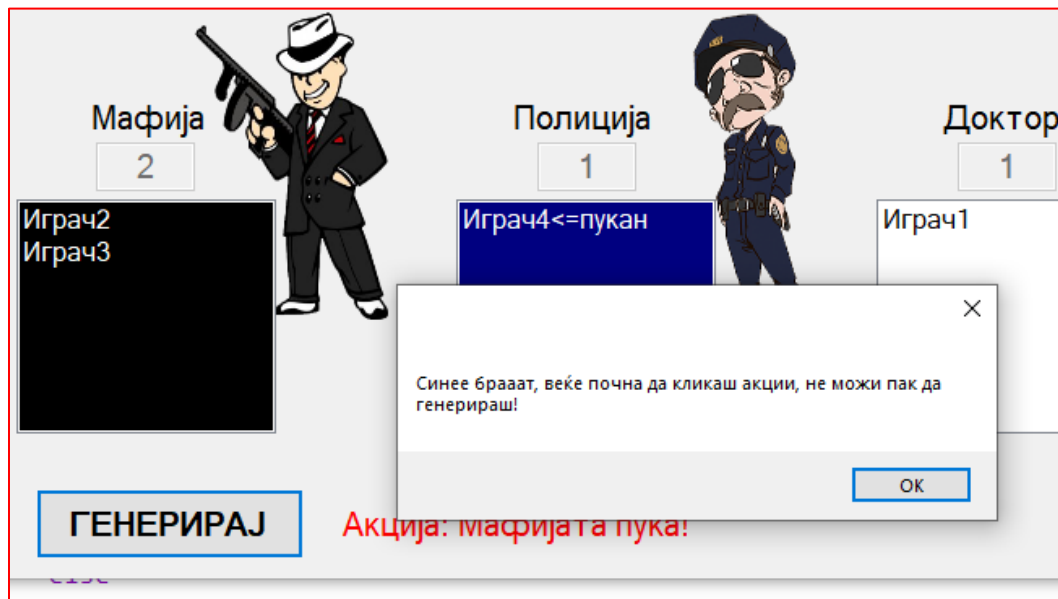 Мафија
Полиција
Доктор
2
1
1
Играч2
Играч3
Играч4<=пукан
Играч1
Синее брааат, веќе почна да кликаш акции, не можи пак да
генерираш!
OK
ГЕНЕРИРАЈ
Акција: Мафијата пука!